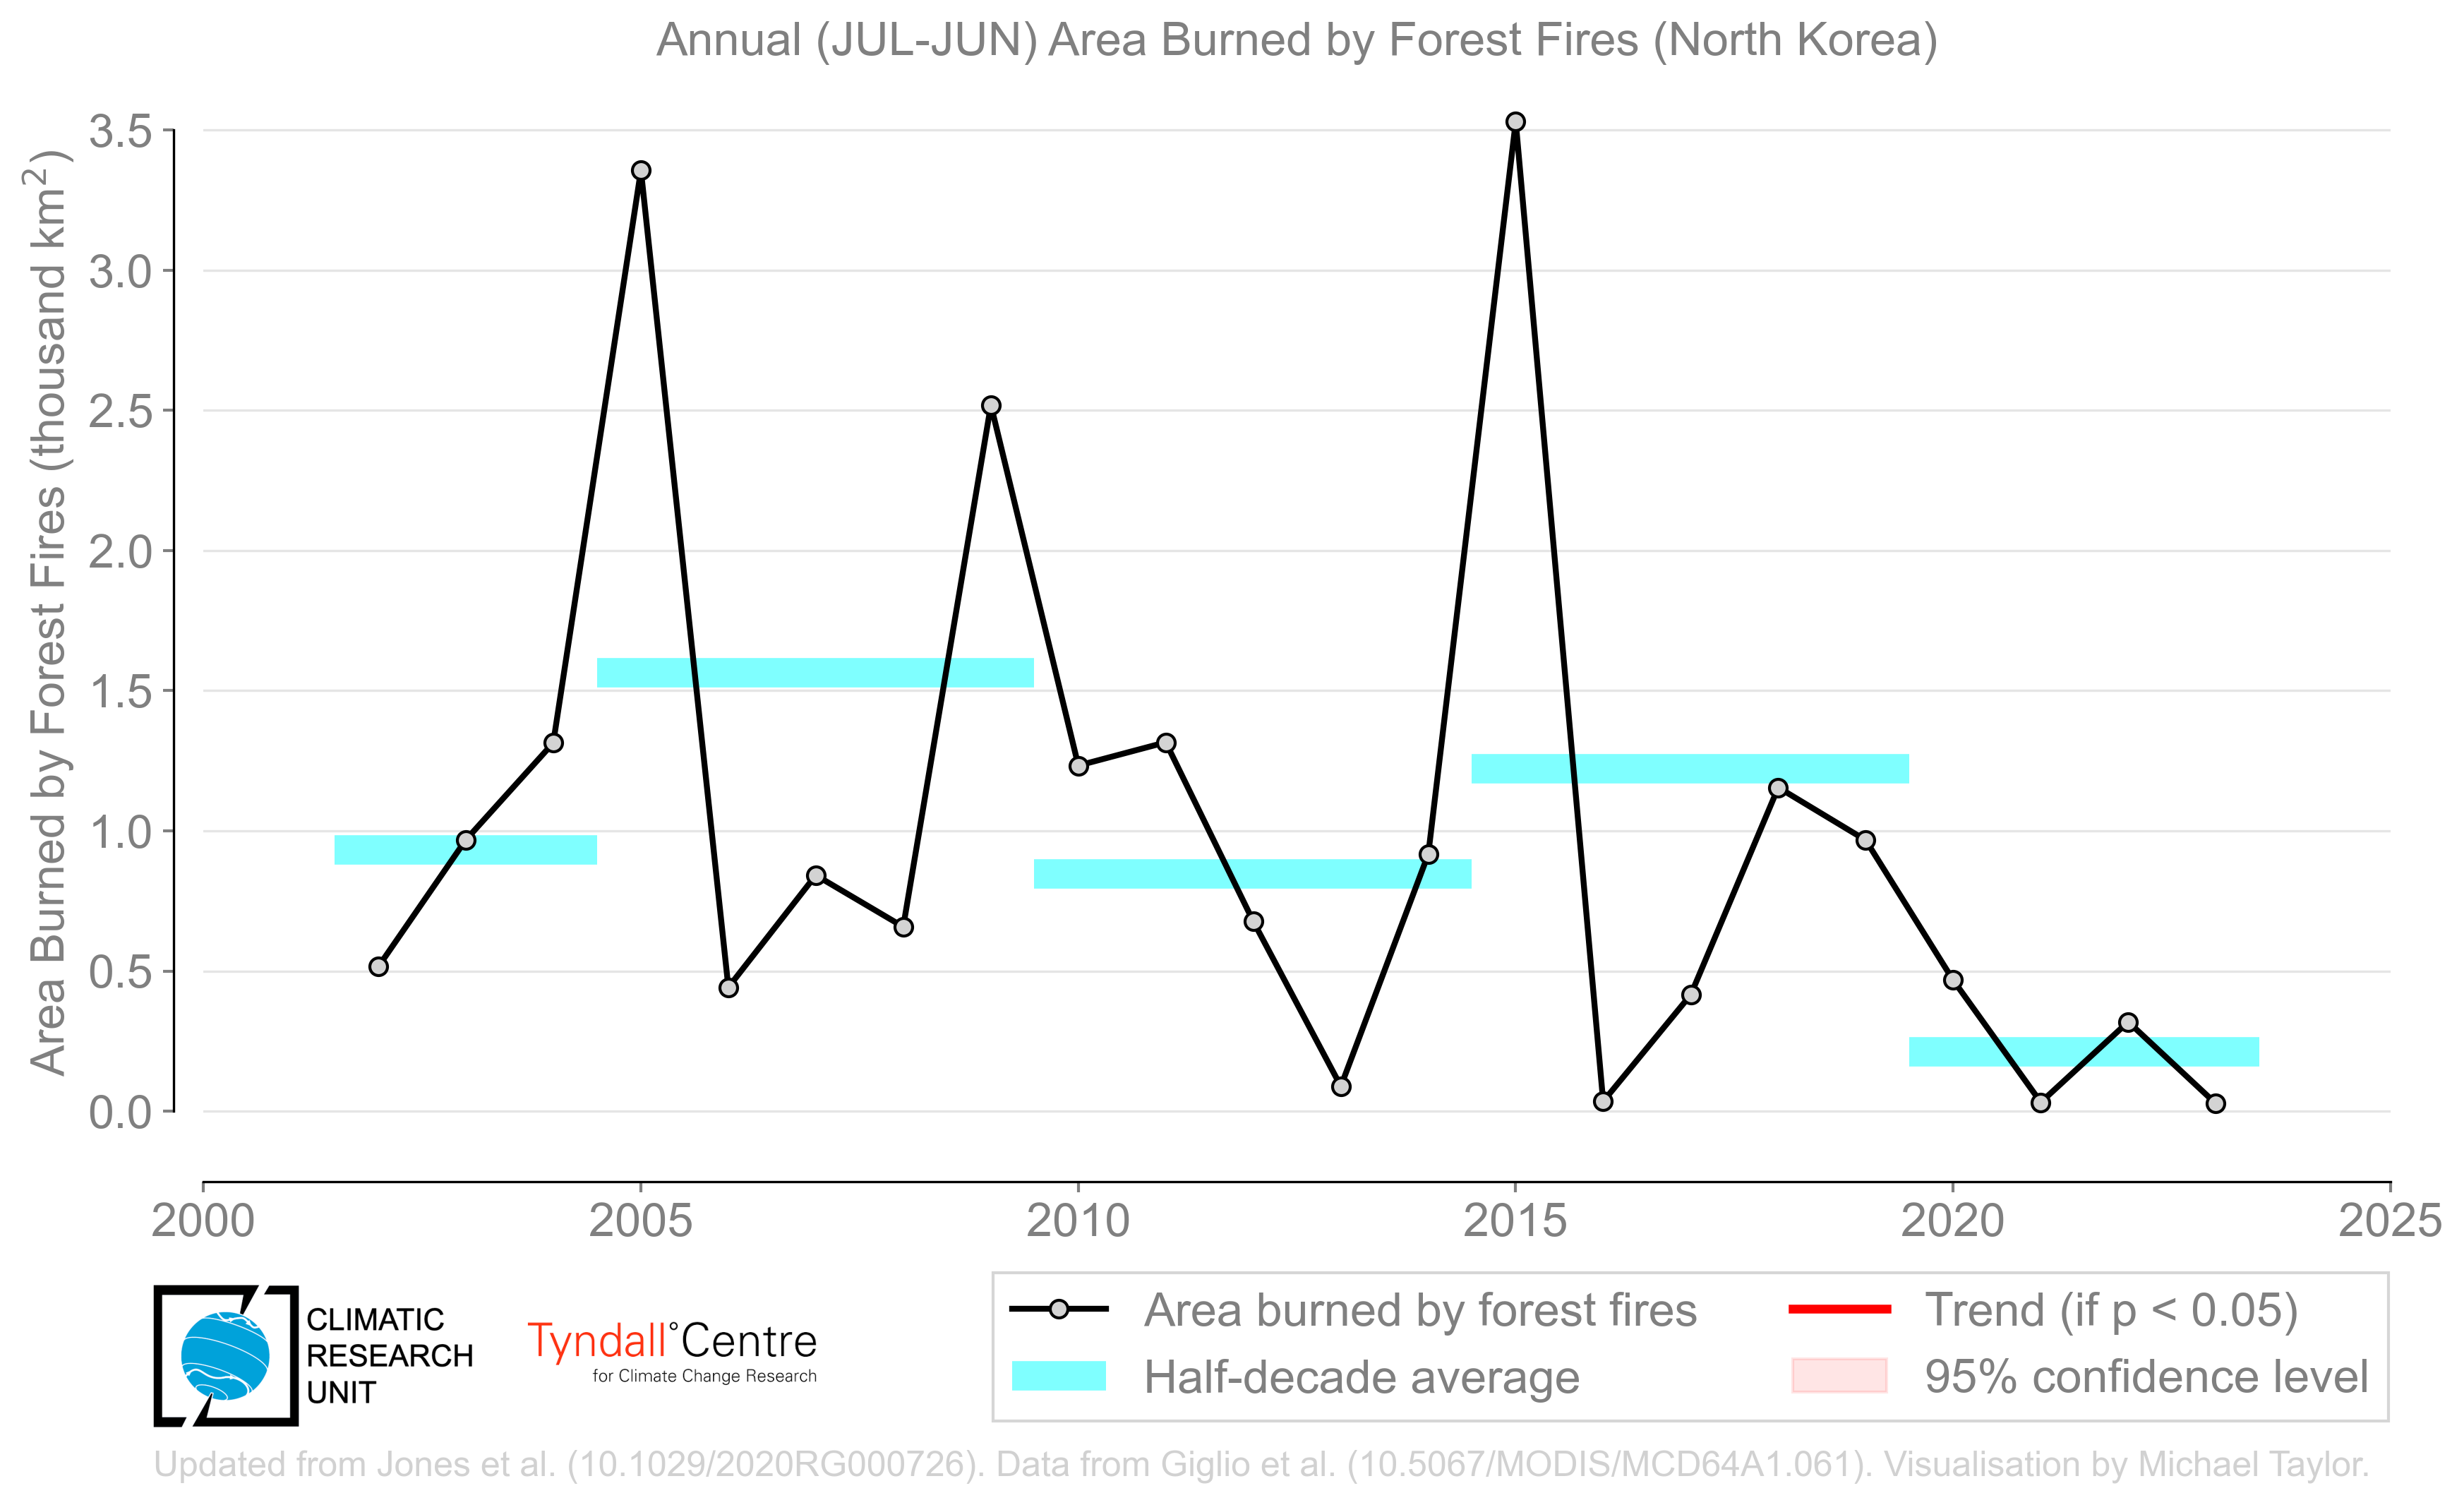 Annual (JUL-JUN) Area Burned by Forest Fires (North Korea)
Area Burned by Forest Fires (thousand km²)
3.5
3.0
2.5
2.0
1.5
1.0
0.5
0.0
2000 2005 2010 2015 2020 2025
CLIMATIC
RESEARCH
UNIT
Tyndall°Centre
for Climate Change Research
Area burned by forest fires
Half-decade average
Trend (if p < 0.05)
95% confidence level
Updated from Jones et al. (10.1029/2020RG000726). Data from Giglio et al. (10.5067/MODIS/MCD64A1.061). Visualisation by Michael Taylor.